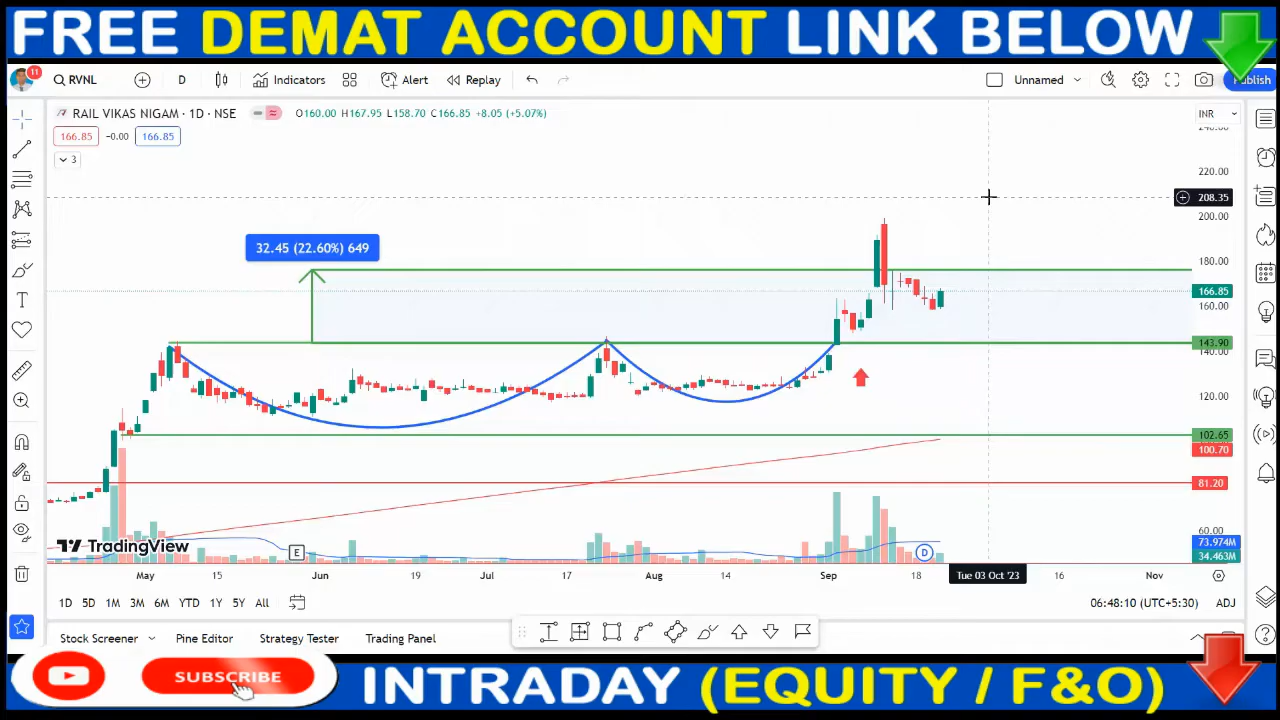 FREE DEMAT ACCOUNT LINK BELOW
11 RVNL D Indicators Alert Replay Unnamed Publish
RAIL VIKAS NIGAM · 1D · NSE O160.00 H167.95 L158.70 C166.85 +8.05 (+5.07%) INR
166.85 -0.00 166.85
240.00
3
220.00
208.35
200.00
32.45 (22.60%) 649
180.00
166.85
160.00
143.90
140.00
120.00
102.65
100.70
81.20
60.00
TradingView E D 73.974M
34.463M
May 15 Jun 19 Jul 17 Aug 14 Sep 18 Tue 03 Oct '23 16 Nov
1D 5D 1M 3M 6M YTD 1Y 5Y All 06:48:10 (UTC+5:30) ADJ
Stock Screener Pine Editor Strategy Tester Trading Panel
SUBSCRIBE INTRADAY (EQUITY / F&O)